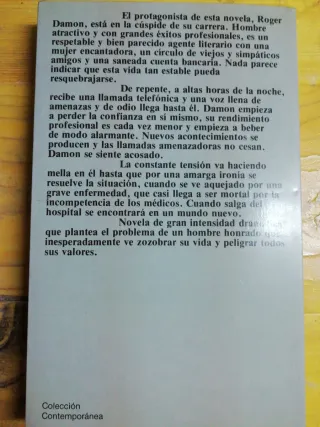 El protagonista de esta novela, Roger
Damon, está en la cúspide de su carrera. Hombre
atractivo y con grandes éxitos profesionales, es un
respetable y bien parecido agente literario con una
mujer encantadora, un círculo de viejos y simpáticos
amigos y una saneada cuenta bancaria. Nada parece
indicar que esta vida tan estable pueda
resquebrajarse.
De repente, a altas horas de la noche,
recibe una llamada telefónica y una voz llena de
amenazas y de odio llega hasta él. Damon empieza
a perder la confianza en si mismo, su rendimiento
profesional es cada vez menor y empieza a beber
de modo alarmante. Nuevos acontecimientos se
producen y las llamadas amenazadoras no cesan.
Damon se siente acosado.
La constante tensión va haciendo
mella en él hasta que por una amarga ironía se
resuelve la situación, cuando se ve aquejado por una
grave enfermedad, que casi llega a ser mortal por la
incompetencia de los médicos. Cuando salga del
hospital se encontrará en un mundo nuevo.
Novela de gran intensidad
que plantea el problema de un hombre honrado que
inesperadamente ve zozobrar su vida y peligrar todos
sus valores.
Colección
Contemporánea